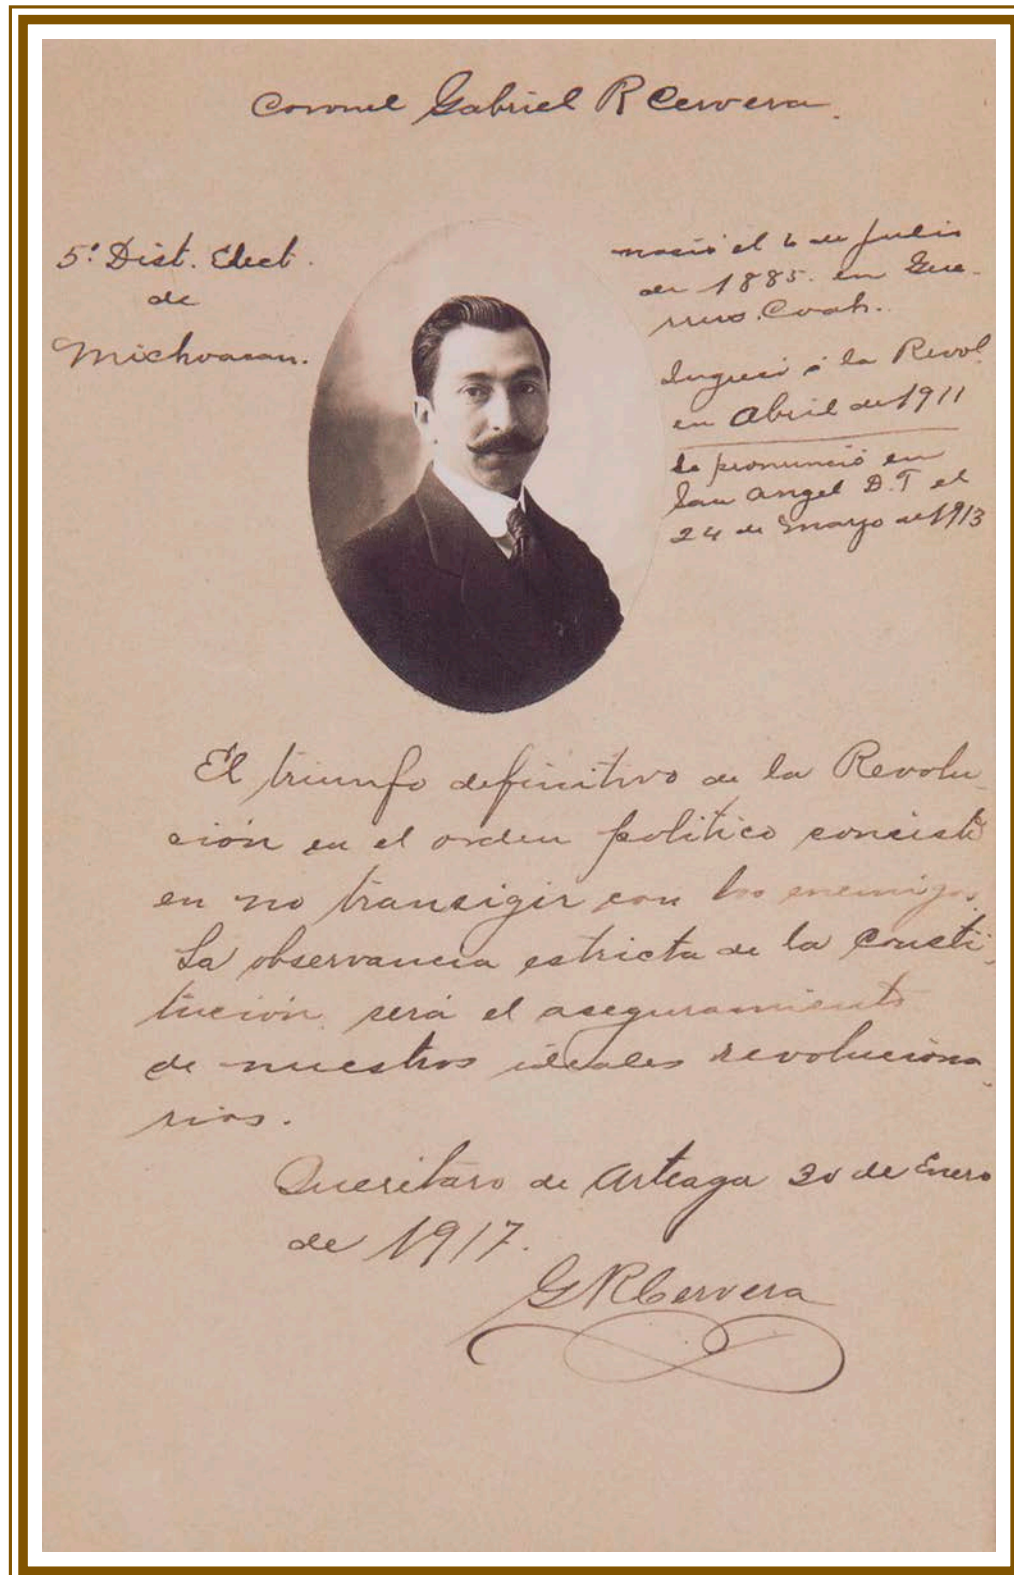 Coronel Gabriel R Cervera.
5º Dist. Elect.
de
Michoacan.
nació el 6 de Julio
de 1885. en Gue-
rrero. Coah.
Ingresó á la Revol.
en Abril de 1911
Se pronunció en
San Angel D.F el
24 de Mayo de 1913
El triunfo definitivo de la Revolu-
ción en el orden politico consiste
en no transigir con los enemigos.
La observancia estricta de la Consti-
tución, será el aseguramiento
de nuestros ideales revoluciona-
rios.
Querétaro de Arteaga 30 de Enero
de 1917.
G R Cervera